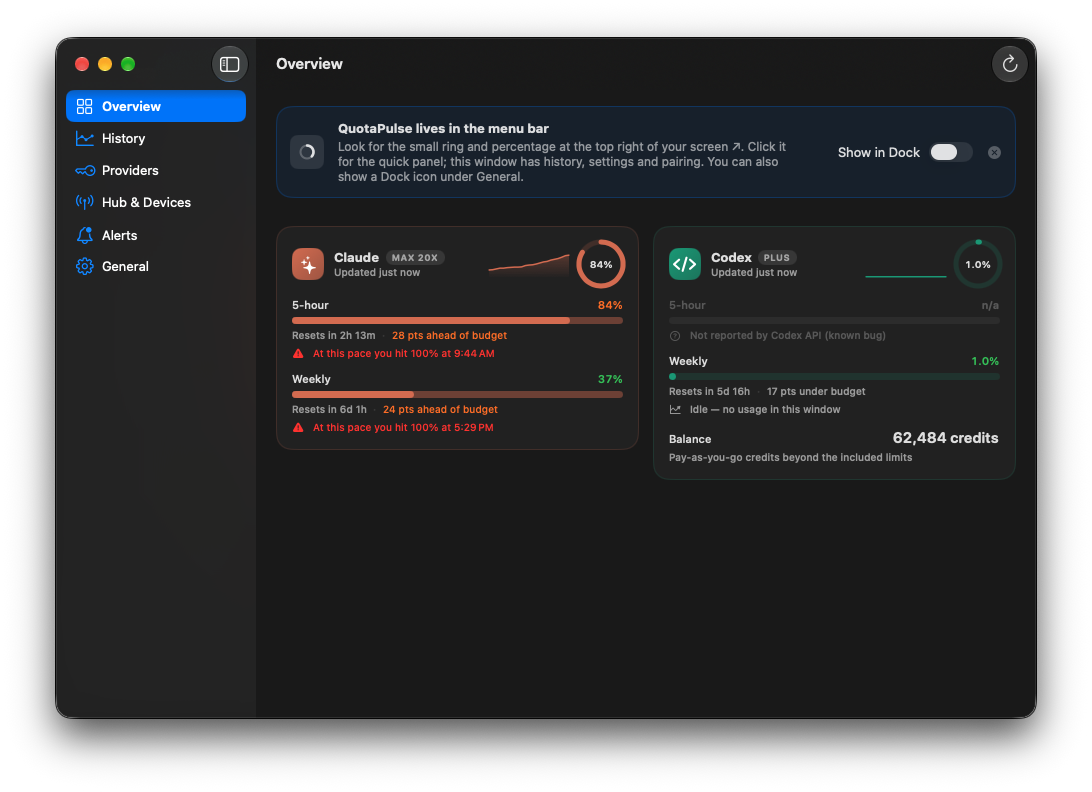 Overview
Overview
History
Providers
Hub & Devices
Alerts
General
QuotaPulse lives in the menu bar
Look for the small ring and percentage at the top right of your screen ↗. Click it
for the quick panel; this window has history, settings and pairing. You can also
show a Dock icon under General.
Show in Dock
Claude MAX 20X
Updated just now
84%
5-hour 84%
Resets in 2h 13m · 28 pts ahead of budget
At this pace you hit 100% at 9:44 AM
Weekly 37%
Resets in 6d 1h · 24 pts ahead of budget
At this pace you hit 100% at 5:29 PM
Codex PLUS
Updated just now
1.0%
5-hour n/a
Not reported by Codex API (known bug)
Weekly 1.0%
Resets in 5d 16h · 17 pts under budget
Idle — no usage in this window
Balance 62,484 credits
Pay-as-you-go credits beyond the included limits